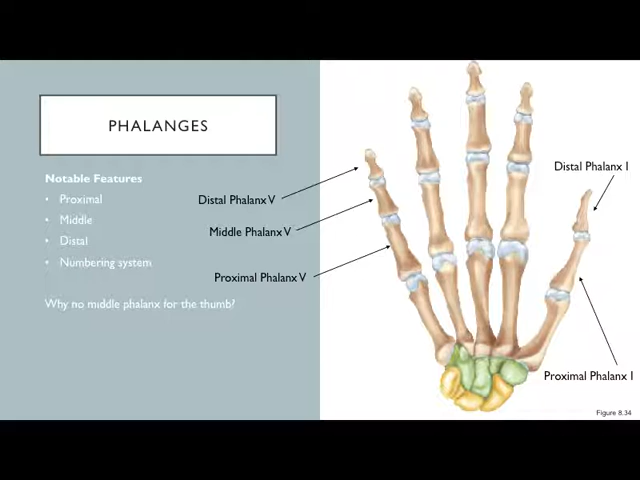 PHALANGES
Notable Features
• Proximal
• Middle
• Distal
• Numbering system
Why no middle phalanx for the thumb?
Distal Phalanx V
Middle Phalanx V
Proximal Phalanx V
Distal Phalanx I
Proximal Phalanx I
Figure 8.34